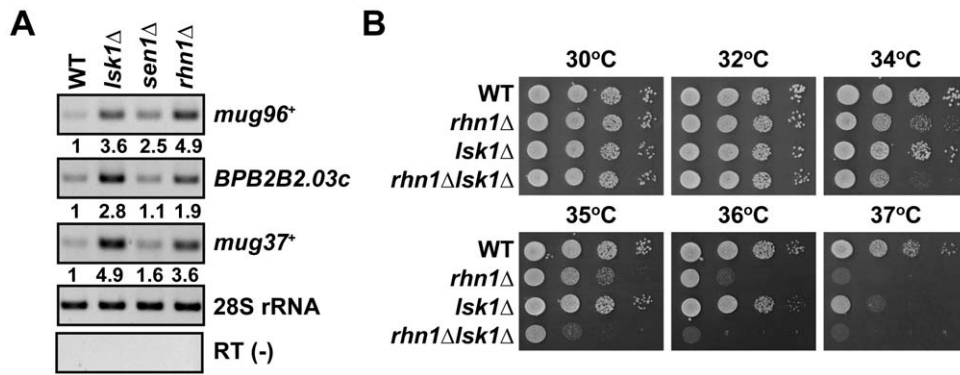 A
WT lsk1Δ sen1Δ rhn1Δ
mug96⁺
1 3.6 2.5 4.9
BPB2B2.03c
1 2.8 1.1 1.9
mug37⁺
1 4.9 1.6 3.6
28S rRNA
RT (-)
B
30°C 32°C 34°C
WT
rhn1Δ
lsk1Δ
rhn1Δlsk1Δ
35°C 36°C 37°C
WT
rhn1Δ
lsk1Δ
rhn1Δlsk1Δ